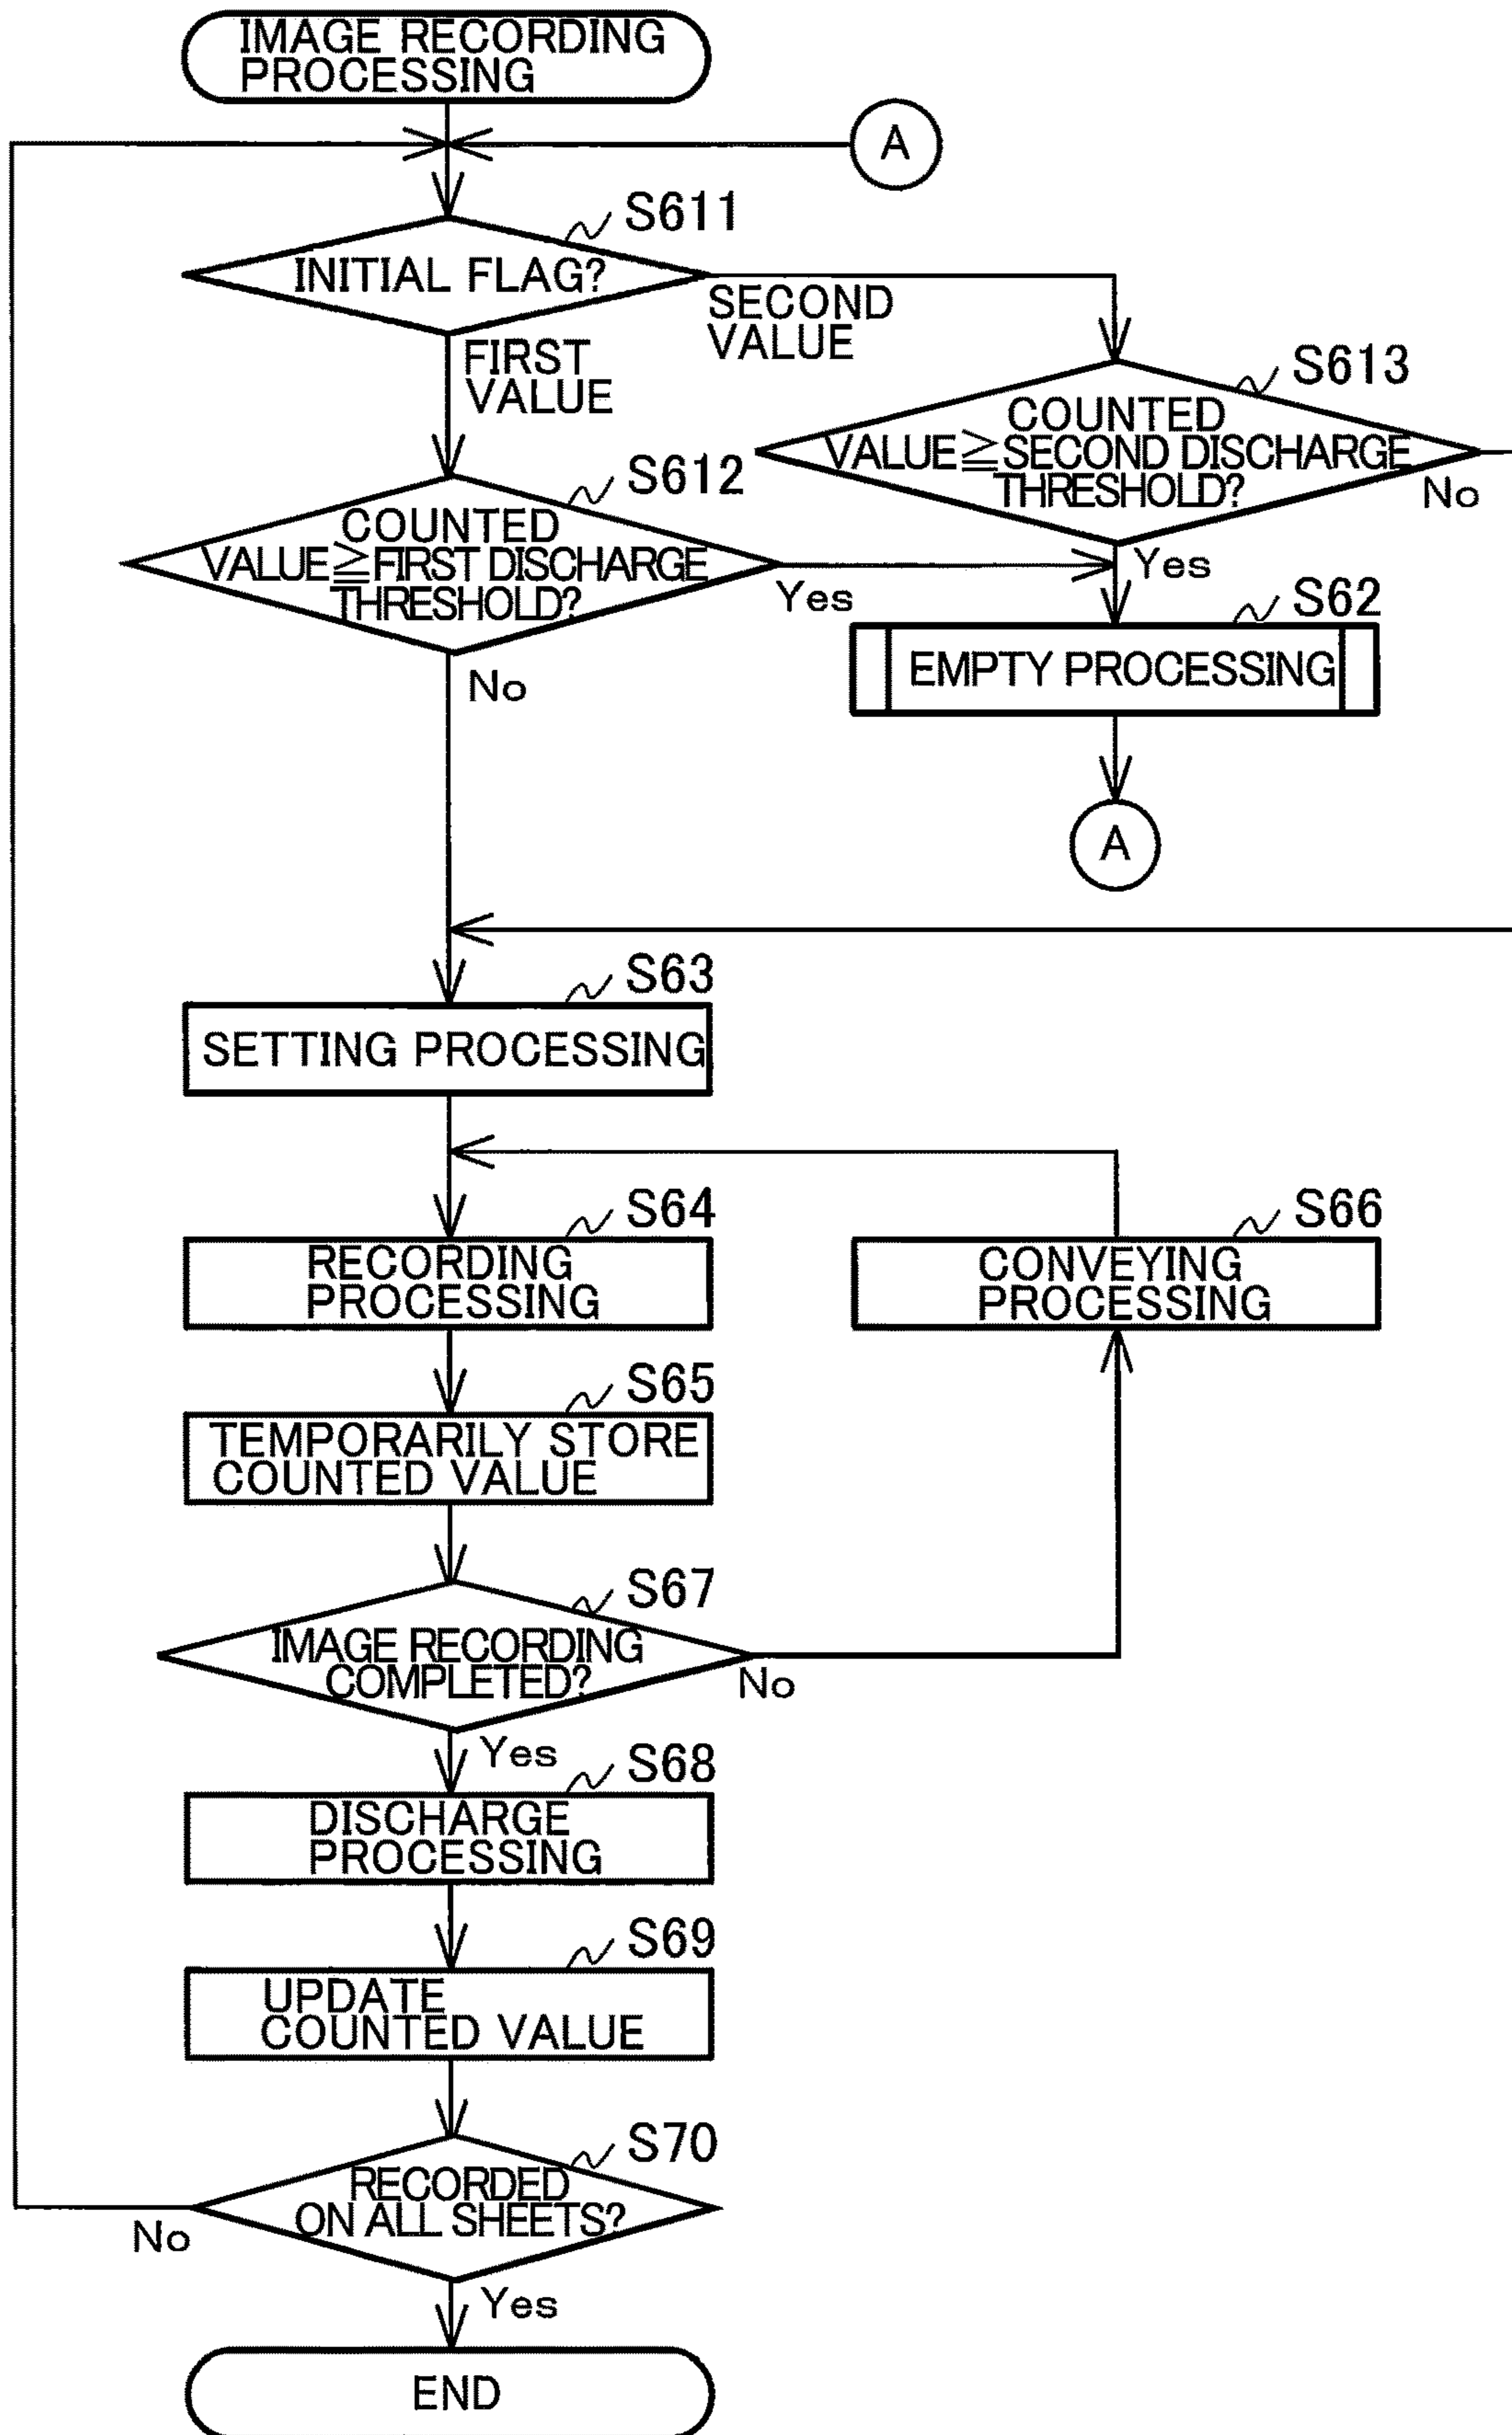 IMAGE RECORDING
PROCESSING
A
S611
INITIAL FLAG?
SECOND
VALUE
FIRST
VALUE
S613
COUNTED
VALUE≧SECOND DISCHARGE
THRESHOLD?
No
Yes
S612
COUNTED
VALUE≧FIRST DISCHARGE
THRESHOLD?
Yes
No
S62
EMPTY PROCESSING
A
S63
SETTING PROCESSING
S64
RECORDING
PROCESSING
S66
CONVEYING
PROCESSING
S65
TEMPORARILY STORE
COUNTED VALUE
S67
IMAGE RECORDING
COMPLETED?
No
Yes
S68
DISCHARGE
PROCESSING
S69
UPDATE
COUNTED VALUE
S70
RECORDED
ON ALL SHEETS?
No
Yes
END